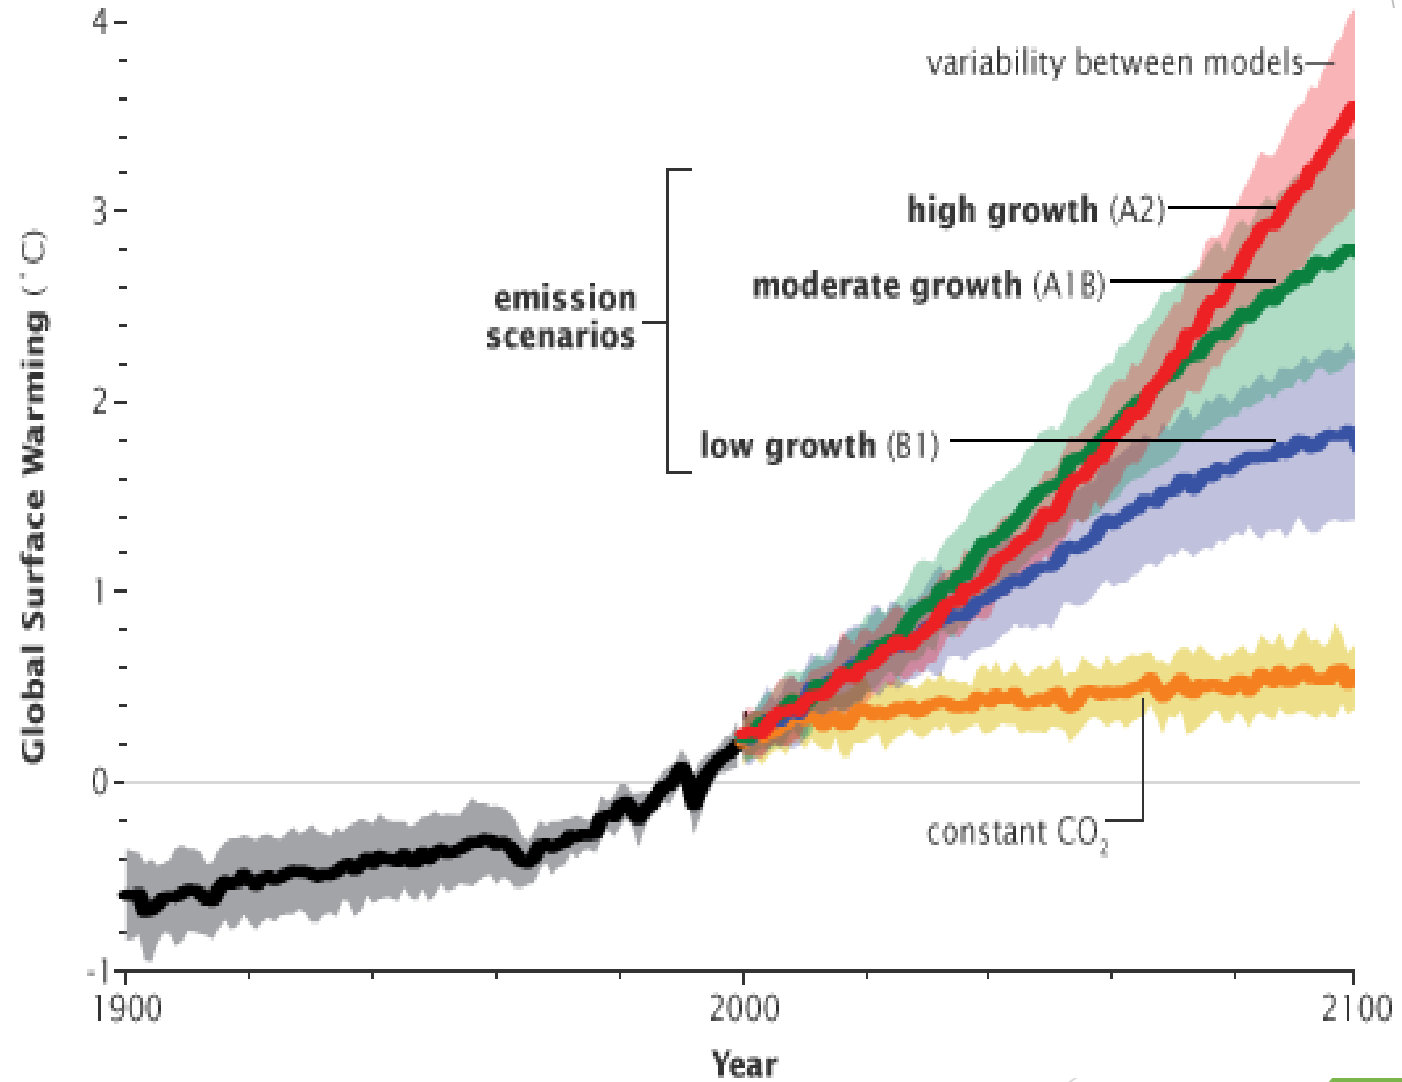 4
variability between models
3
high growth (A2)
moderate growth (A1B)
emission
scenarios
2
low growth (B1)
1
0
constant CO₂
-1
1900
2000
2100
Year
Global Surface Warming (°C)